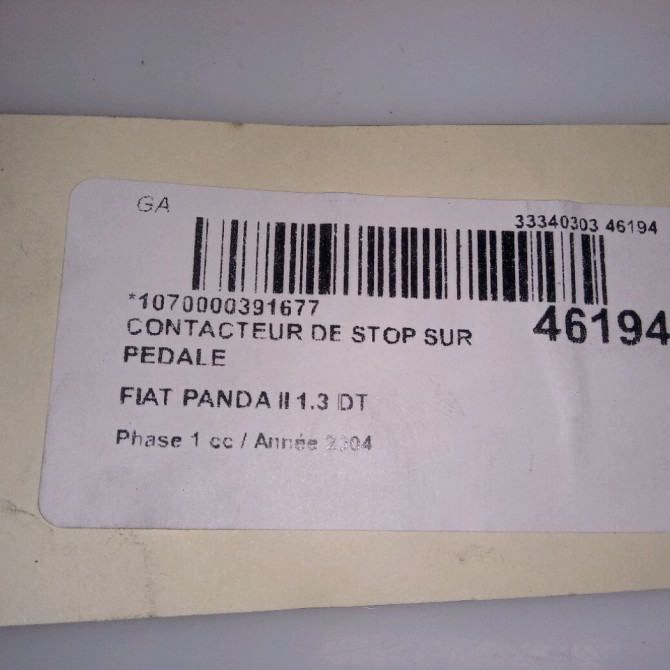 GA
33340303 46194
*1070000391677
46194
CONTACTEUR DE STOP SUR
PEDALE
FIAT PANDA II 1.3 DT
Phase 1 cc / Année 2004